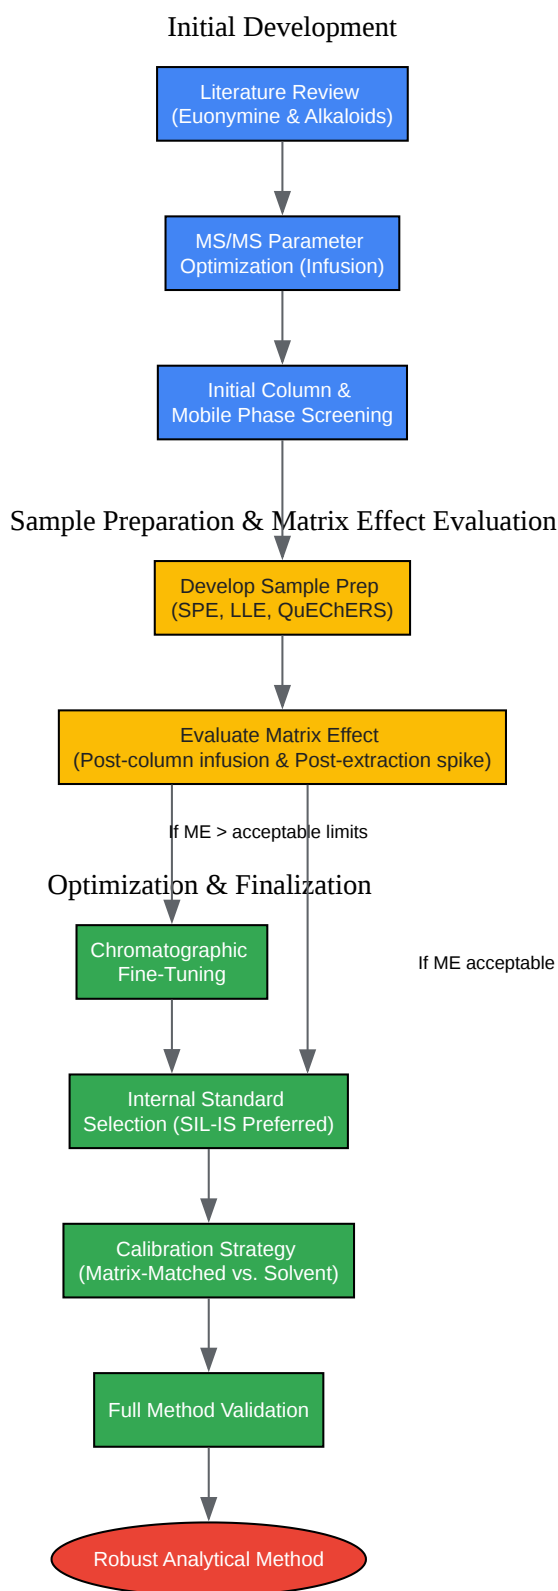 Initial Development
Literature Review
(Euonymine & Alkaloids)
MS/MS Parameter
Optimization (Infusion)
Initial Column &
Mobile Phase Screening
Sample Preparation & Matrix Effect Evaluation
Develop Sample Prep
(SPE, LLE, QuEChERS)
Evaluate Matrix Effect
(Post-column infusion & Post-extraction spike)
If ME > acceptable limits
Optimization & Finalization
Chromatographic
Fine-Tuning
If ME acceptable
Internal Standard
Selection (SIL-IS Preferred)
Calibration Strategy
(Matrix-Matched vs. Solvent)
Full Method Validation
Robust Analytical Method